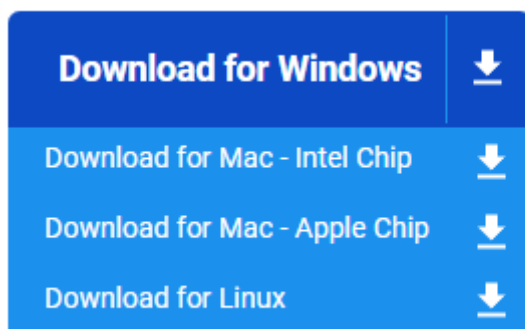 Download for Windows
Download for Mac - Intel Chip
Download for Mac - Apple Chip
Download for Linux